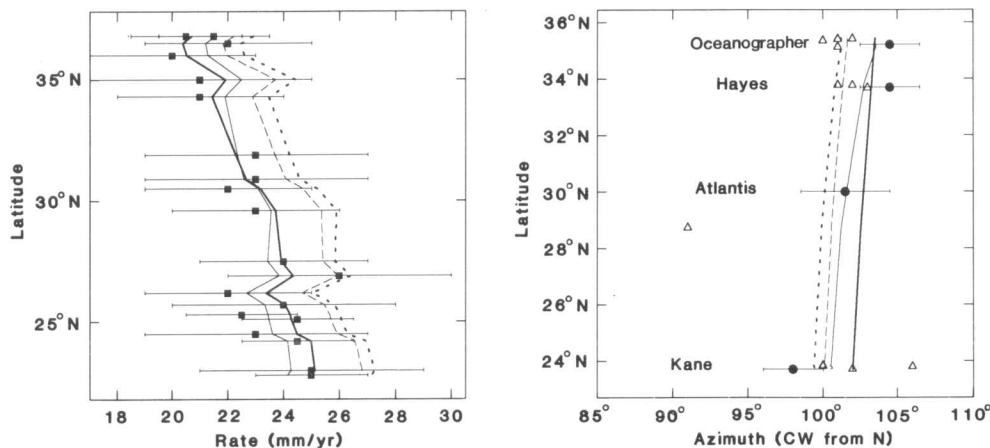 Latitude
35°N
30°N
25°N
18 20 22 24 26 28 30
Rate (mm/yr)
Latitude
36°N
34°N
32°N
30°N
28°N
26°N
24°N
Oceanographer
Hayes
Atlantis
Kane
85° 90° 95° 100° 105° 110°
Azimuth (CW from N)